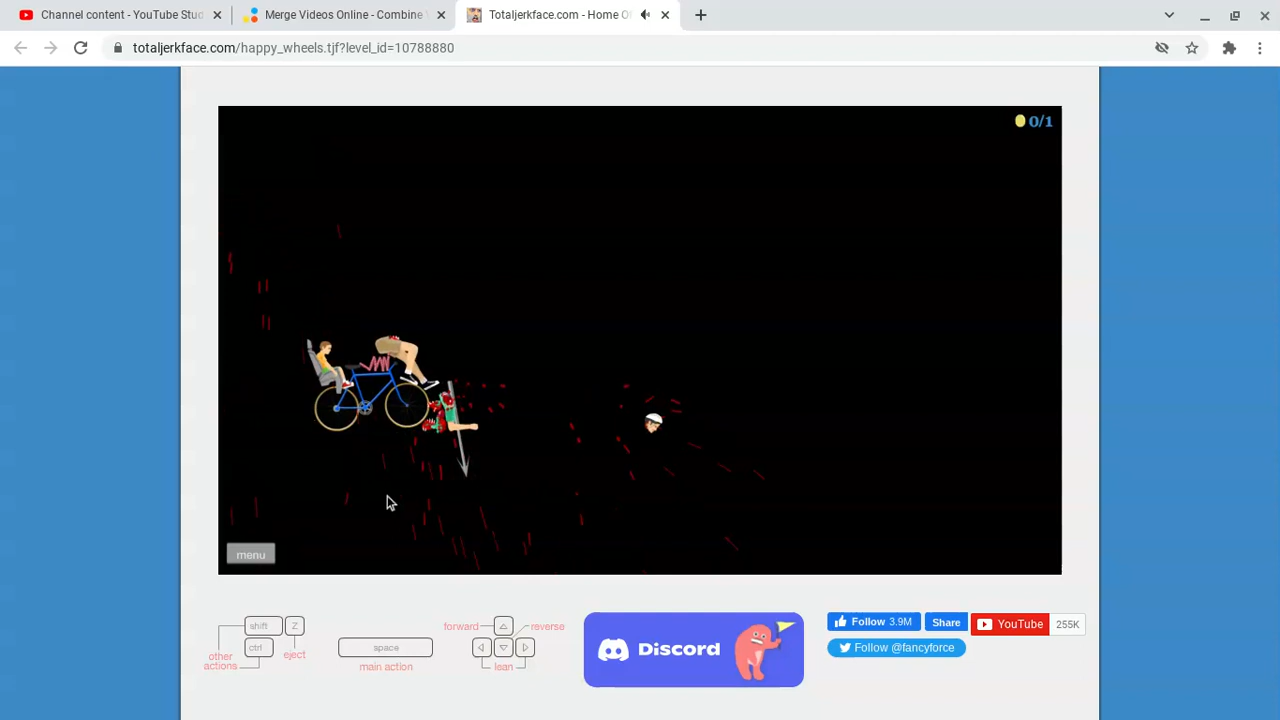 Channel content - YouTube Stud
Merge Videos Online - Combine V
Totaljerkface.com - Home O
totaljerkface.com/happy_wheels.tjf?level_id=10788880
0/1
menu
shift
Z
ctrl
other
actions
eject
space
main action
forward
reverse
lean
Discord
Follow 3.9M
Share
YouTube
255K
Follow @fancyforce